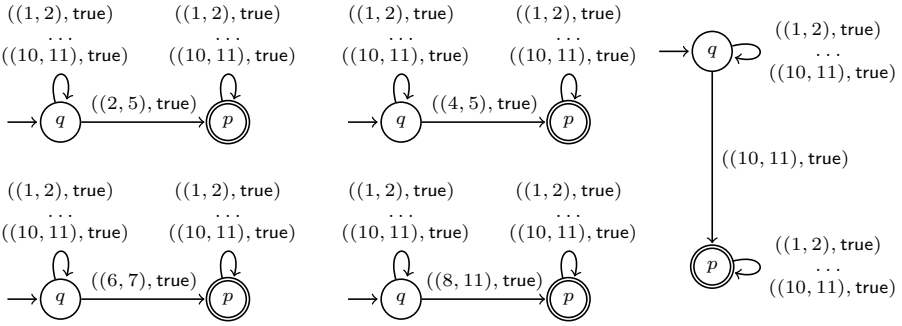 ((1, 2), true)
...
((10, 11), true)
((1, 2), true)
...
((10, 11), true)
q
((2, 5), true)
p
((1, 2), true)
...
((10, 11), true)
((1, 2), true)
...
((10, 11), true)
q
((4, 5), true)
p
((1, 2), true)
...
((10, 11), true)
((1, 2), true)
...
((10, 11), true)
q
((6, 7), true)
p
((1, 2), true)
...
((10, 11), true)
((1, 2), true)
...
((10, 11), true)
q
((8, 11), true)
p
q
((1, 2), true)
...
((10, 11), true)
((10, 11), true)
p
((1, 2), true)
...
((10, 11), true)